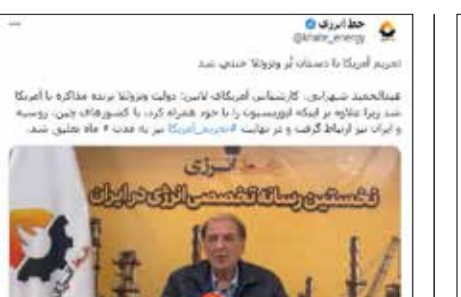 خط انرژی
@khate_energy
تحریم آمریکا با دستان پُر ونزوئلا خنثی شد
عبدالحمید شهرابی، کارشناس آمریکای لاتین: دولت ونزوئلا برنده مذاکره با آمریکا
شد زیرا علاوه بر اینکه اپوزیسیون را با خود همراه کرد، با کشورهای چین، روسیه
و ایران نیز ارتباط گرفت و در نهایت #تحریم_آمریکا نیز به مدت ۶ ماه تعلیق شد.
انرژی
نخستین رسانه تخصصی انرژی در ایران